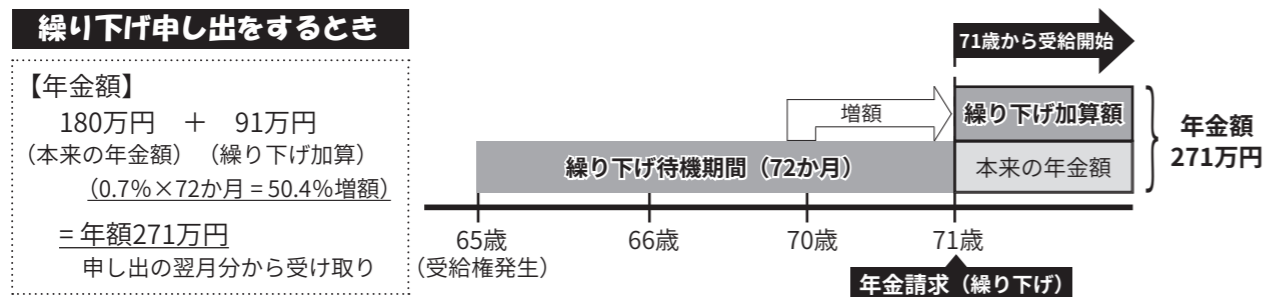 繰り下げ申し出をするとき
【年金額】
180万円 + 91万円
（本来の年金額）（繰り下げ加算）
（0.7%×72か月 = 50.4%増額）
= 年額271万円
申し出の翌月分から受け取り
71歳から受給開始
増額
繰り下げ加算額
繰り下げ待機期間（72か月）
本来の年金額
年金額
271万円
65歳
66歳
70歳
71歳
（受給権発生）
年金請求（繰り下げ）